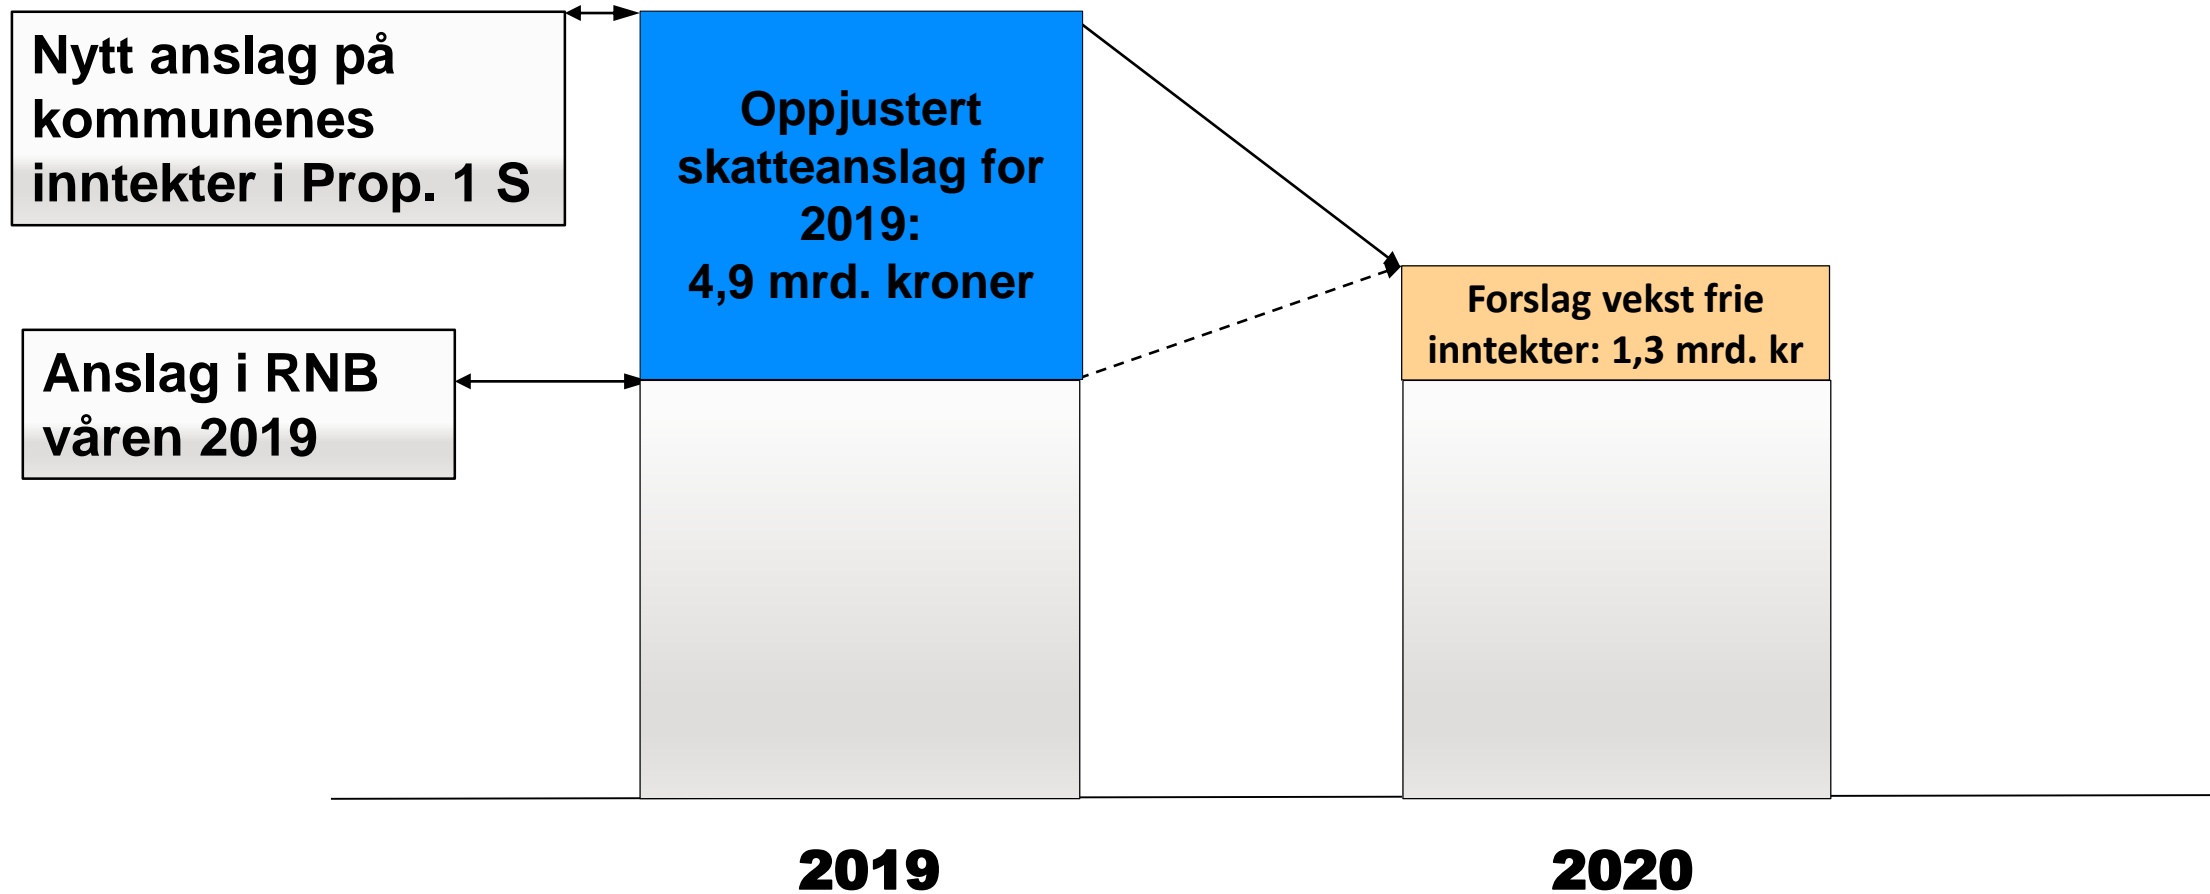 Nytt anslag på
kommunenes
inntekter i Prop. 1 S
Oppjustert
skatteanslag for
2019:
4,9 mrd. kroner
Forslag vekst frie
inntekter: 1,3 mrd. kr
Anslag i RNB
våren 2019
2019
2020